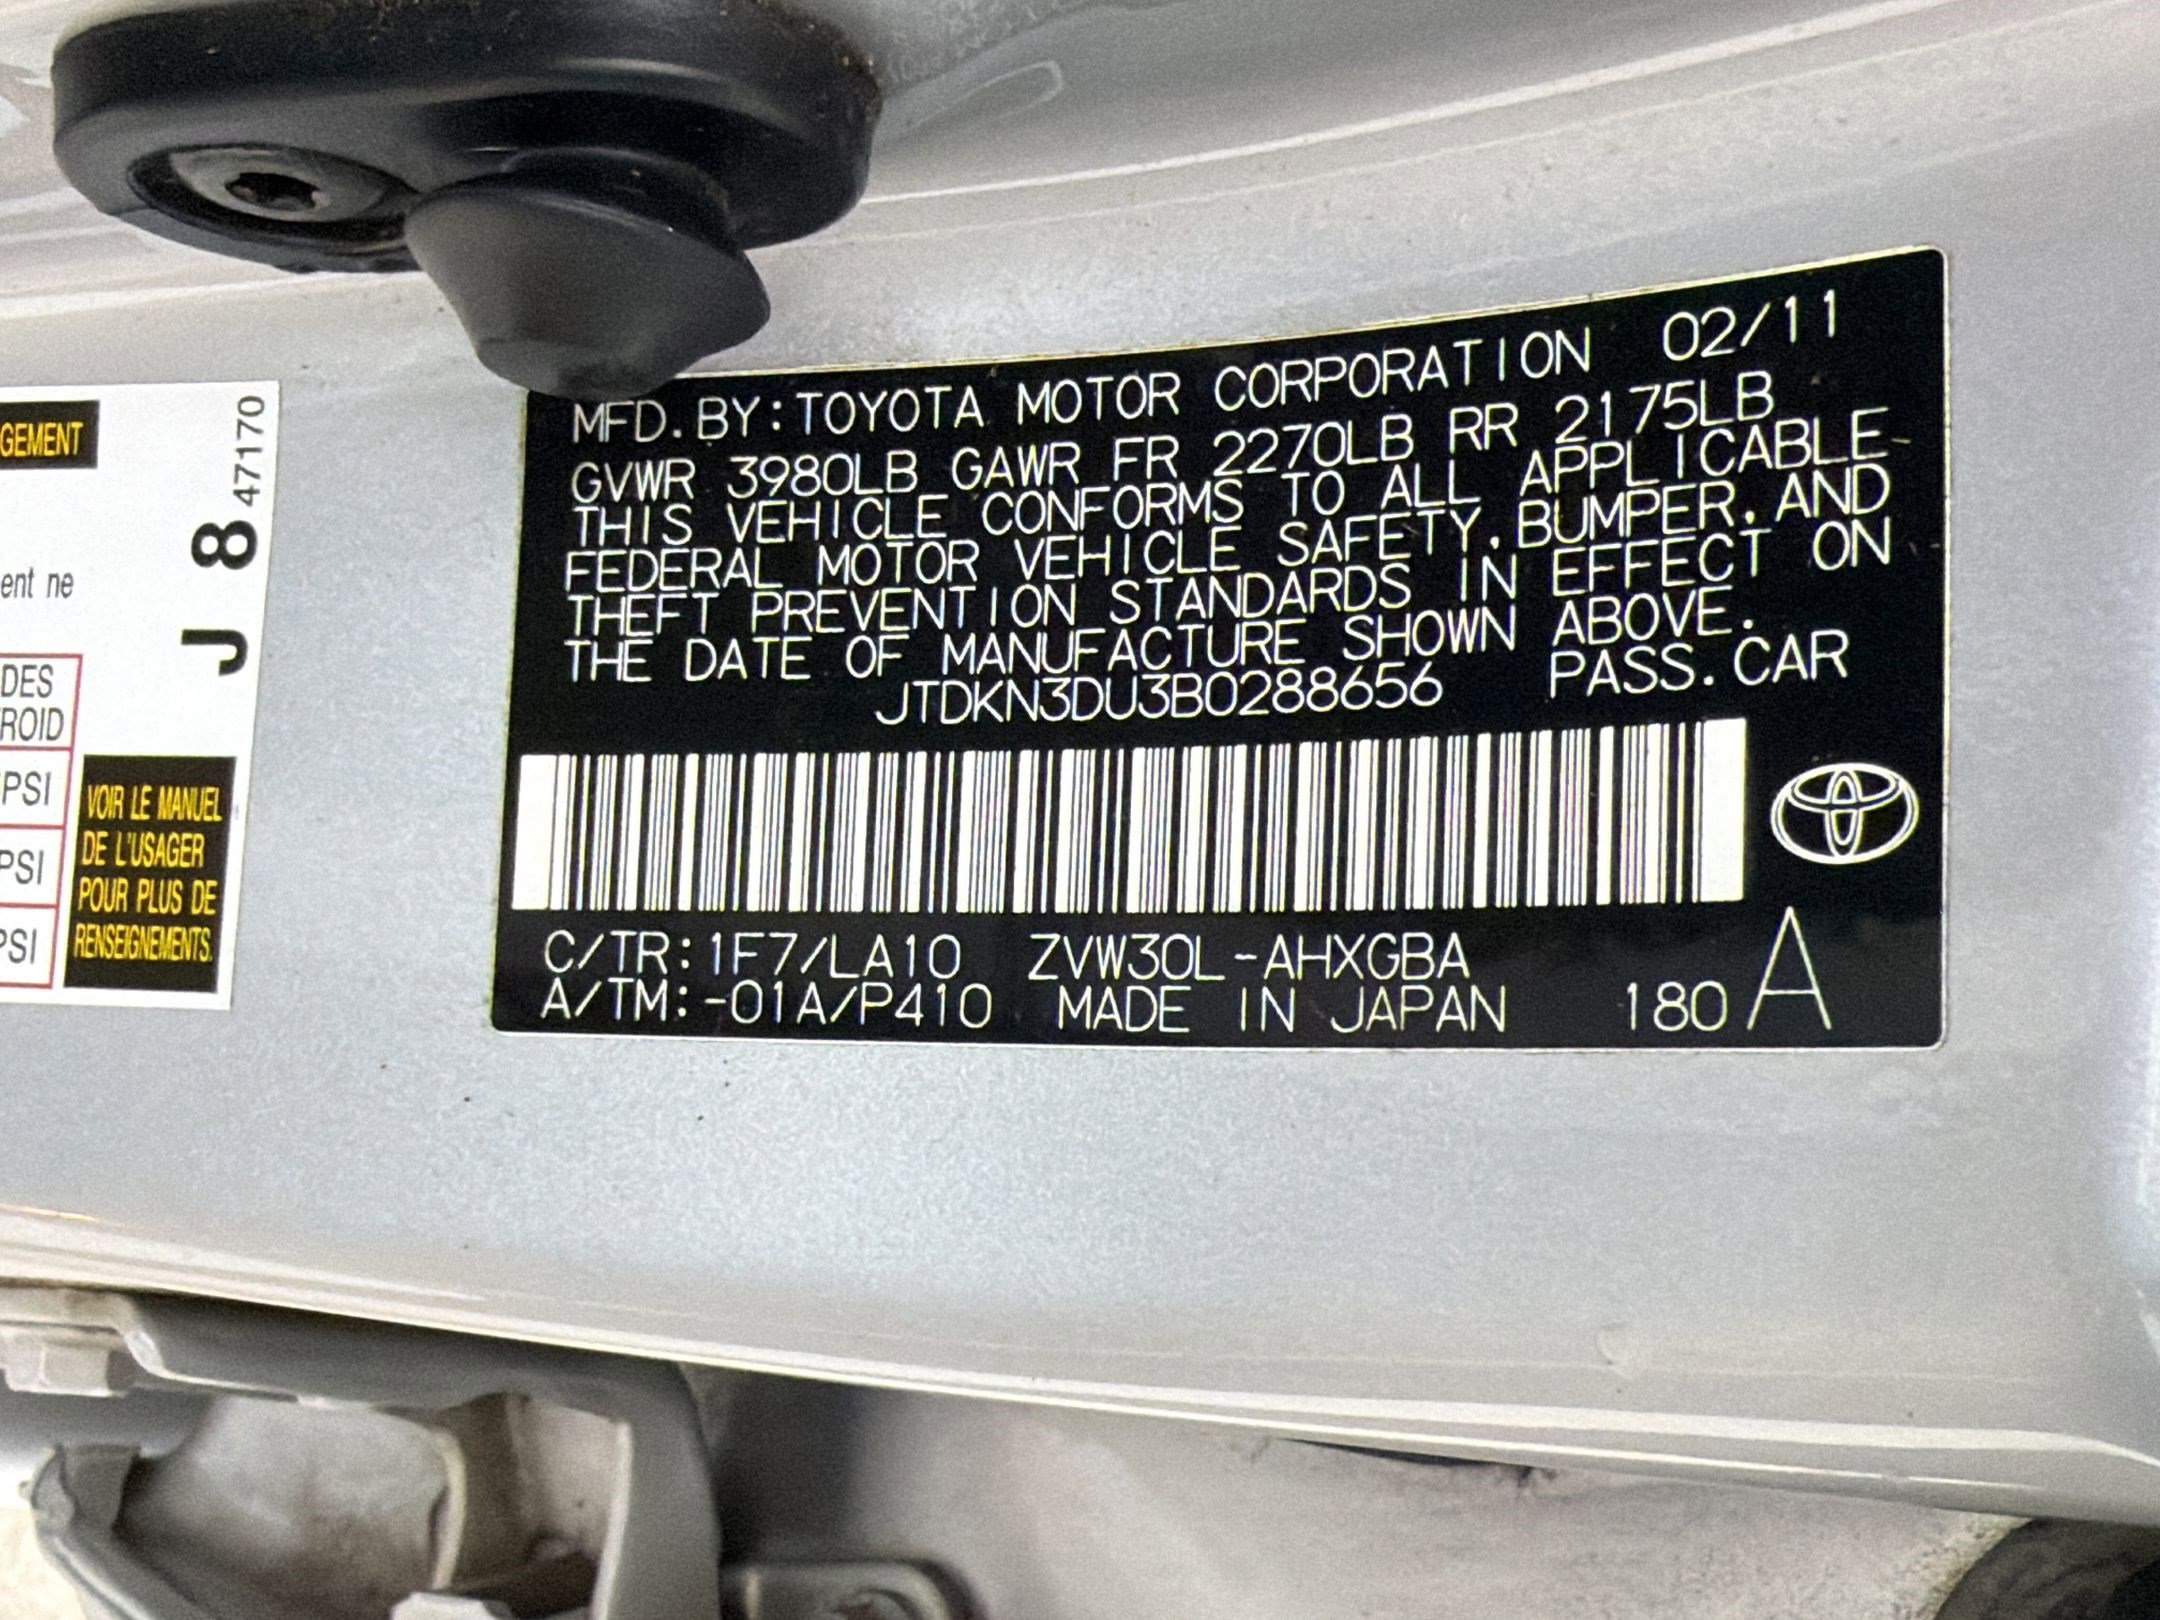 GEMENT
ent ne
DES
ROID
PSI
PSI
PSI
VOIR LE MANUEL
DE L'USAGER
POUR PLUS DE
RENSEIGNEMENTS.
J 8 47170
MFD. BY: TOYOTA MOTOR CORPORATION 02/11
GVWR 3980LB GAWR FR 2270LB RR 2175LB
THIS VEHICLE CONFORMS TO ALL APPLICABLE
FEDERAL MOTOR VEHICLE SAFETY, BUMPER, AND
THEFT PREVENTION STANDARDS IN EFFECT ON
THE DATE OF MANUFACTURE SHOWN ABOVE.
JTDKN3DU3B0288656 PASS. CAR
C/TR: 1F7/LA10 ZVW30L-AHXGBA
A/TM: -01A/P410 MADE IN JAPAN 180 A